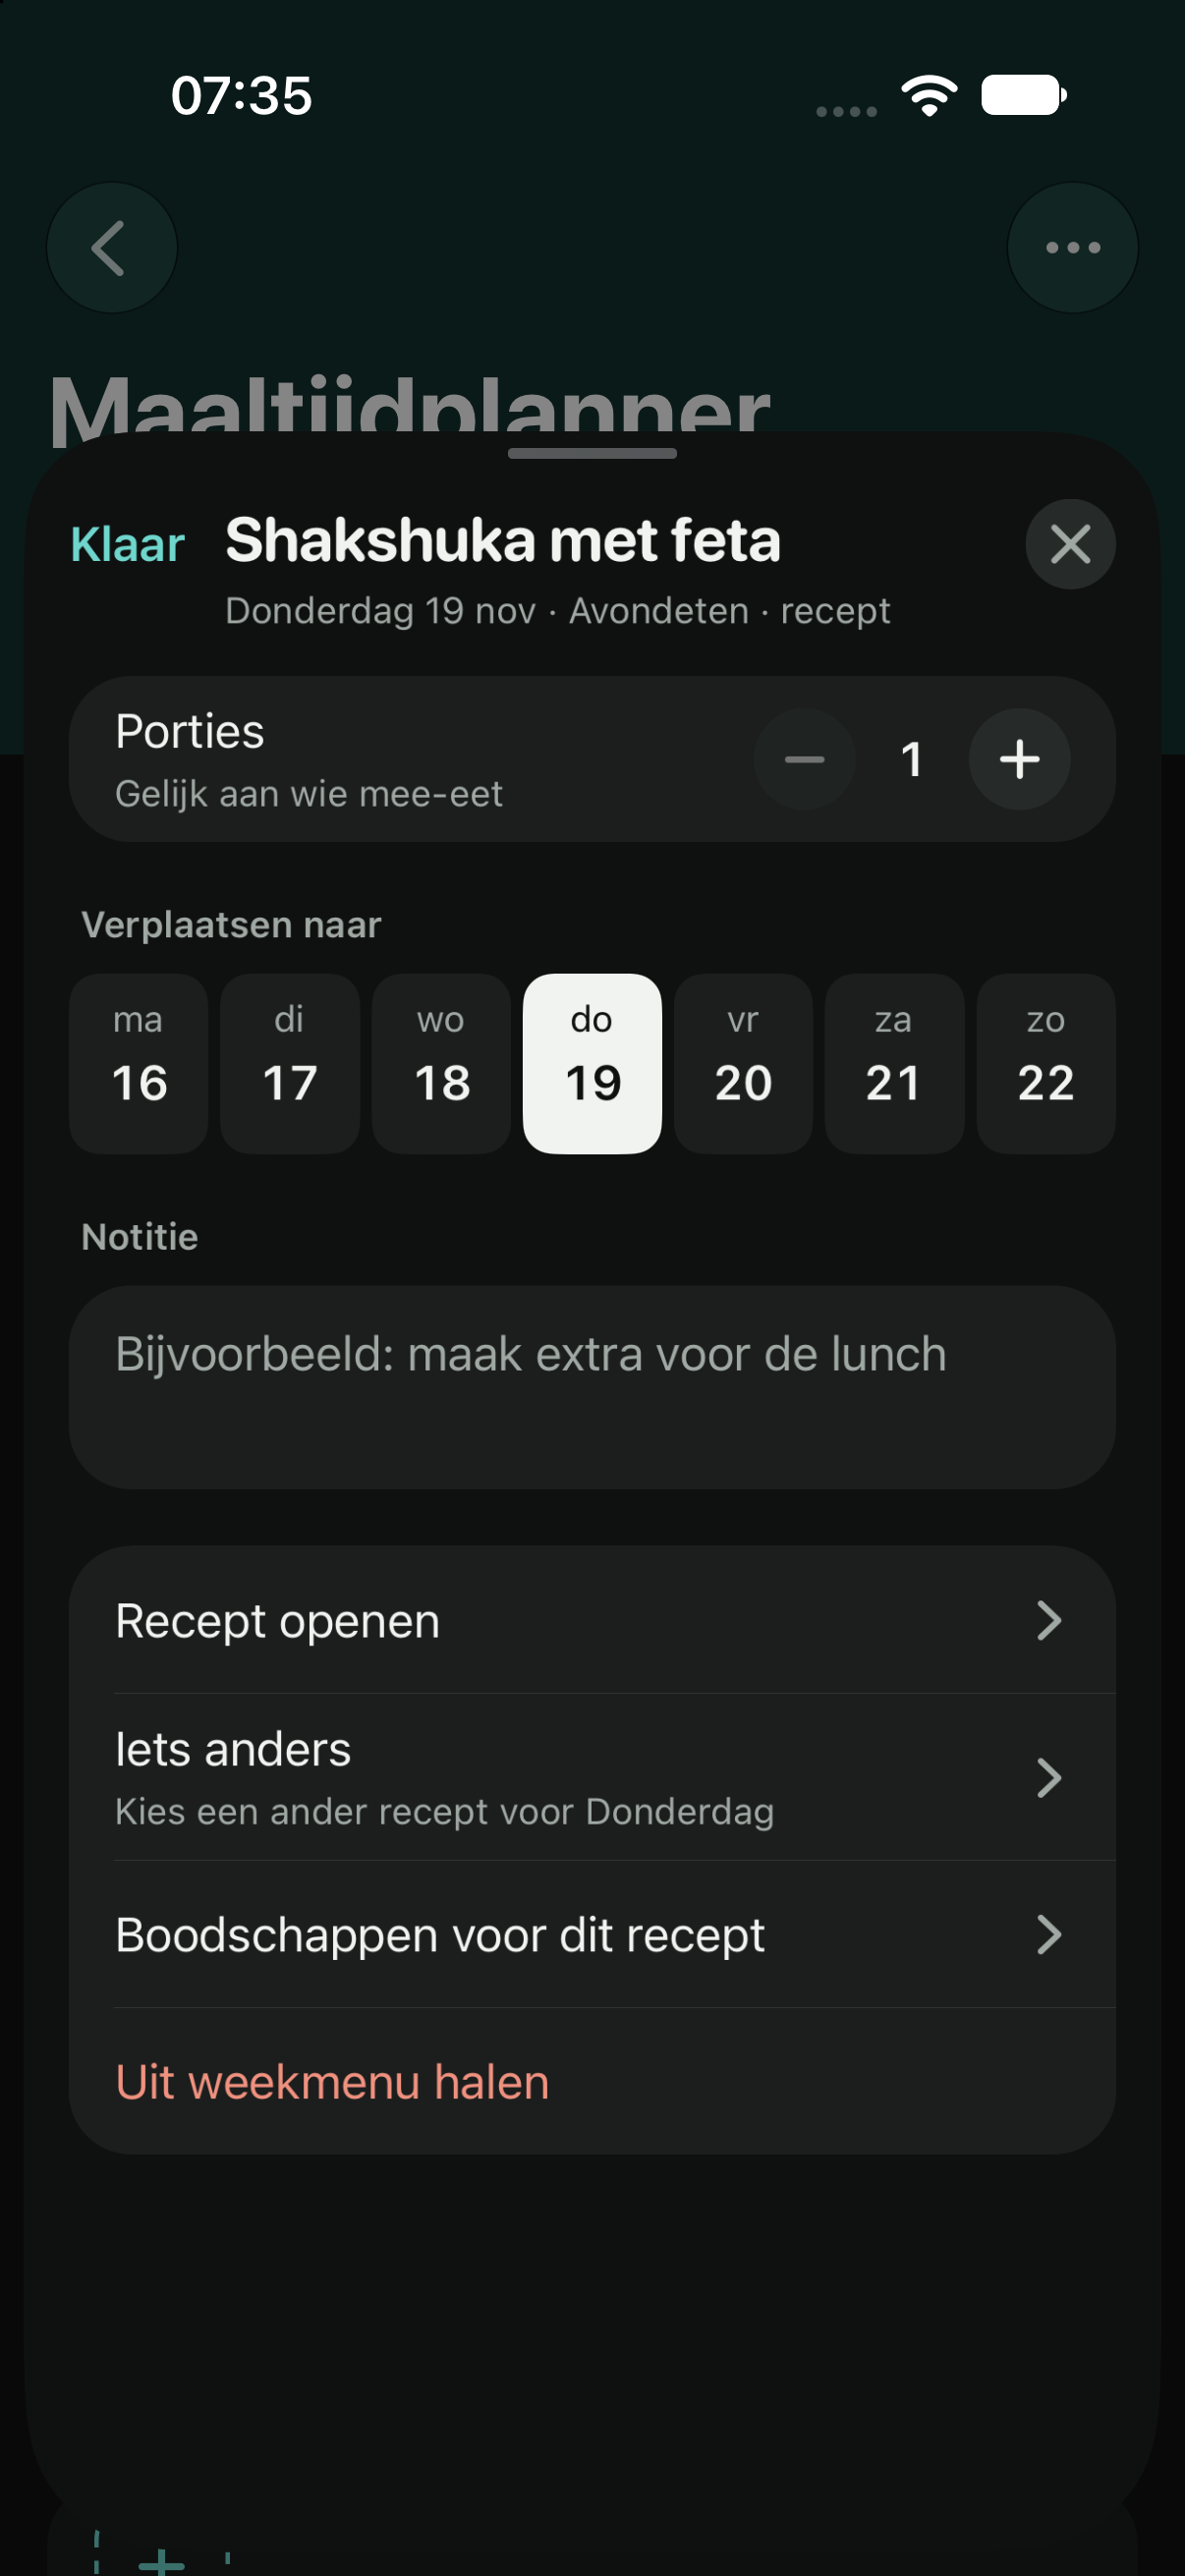 07:35
Maaltijdplanner
Klaar
Shakshuka met feta
Donderdag 19 nov · Avondeten · recept
Porties
Gelijk aan wie mee-eet
1
Verplaatsen naar
ma di wo do vr za zo
16 17 18 19 20 21 22
Notitie
Bijvoorbeeld: maak extra voor de lunch
Recept openen
Iets anders
Kies een ander recept voor Donderdag
Boodschappen voor dit recept
Uit weekmenu halen